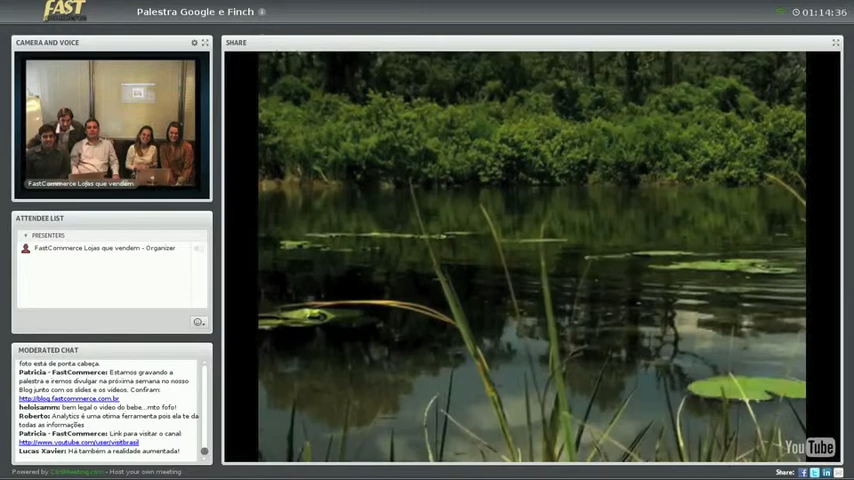 FAST
Palestra Google e Finch
01:14:36
CAMERA AND VOICE
SHARE
FastCommerce Lojas que vendem
ATTENDEE LIST
PRESENTERS
FastCommerce Lojas que vendem - Organizer
MODERATED CHAT
foto está de ponta cabeça.
Patricia - FastCommerce: Estamos gravando a
palestra e iremos divulgar na próxima semana no nosso
Blog junto com os slides e os vídeos. Confiram:
http://blog.fastcommerce.com.br
heloisamm: bem legal o video do bebe...mto fofo!
Roberto: Analytics é uma otima ferramenta pois ela te da
todas as informações
Patricia - FastCommerce: Link para visitar o canal:
http://www.youtube.com/user/visitbrasil
Lucas Xavier: Há também a realidade aumentada!
YouTube
Powered by ClickMeeting.com - Host your own meeting
Share: